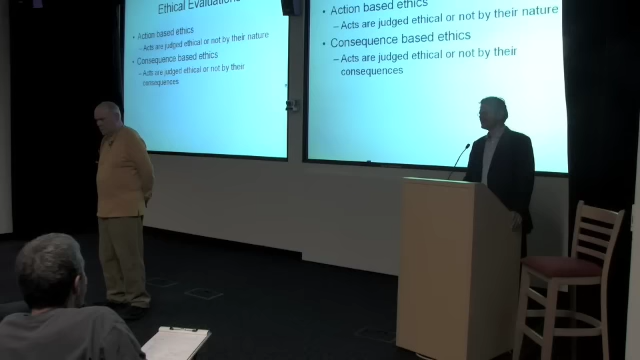 Ethical Evaluations
• Action based ethics
– Acts are judged ethical or not by their nature
• Consequence based ethics
– Acts are judged ethical or not by their
consequences
• Action based ethics
– Acts are judged ethical or not by their nature
• Consequence based ethics
– Acts are judged ethical or not by their
consequences